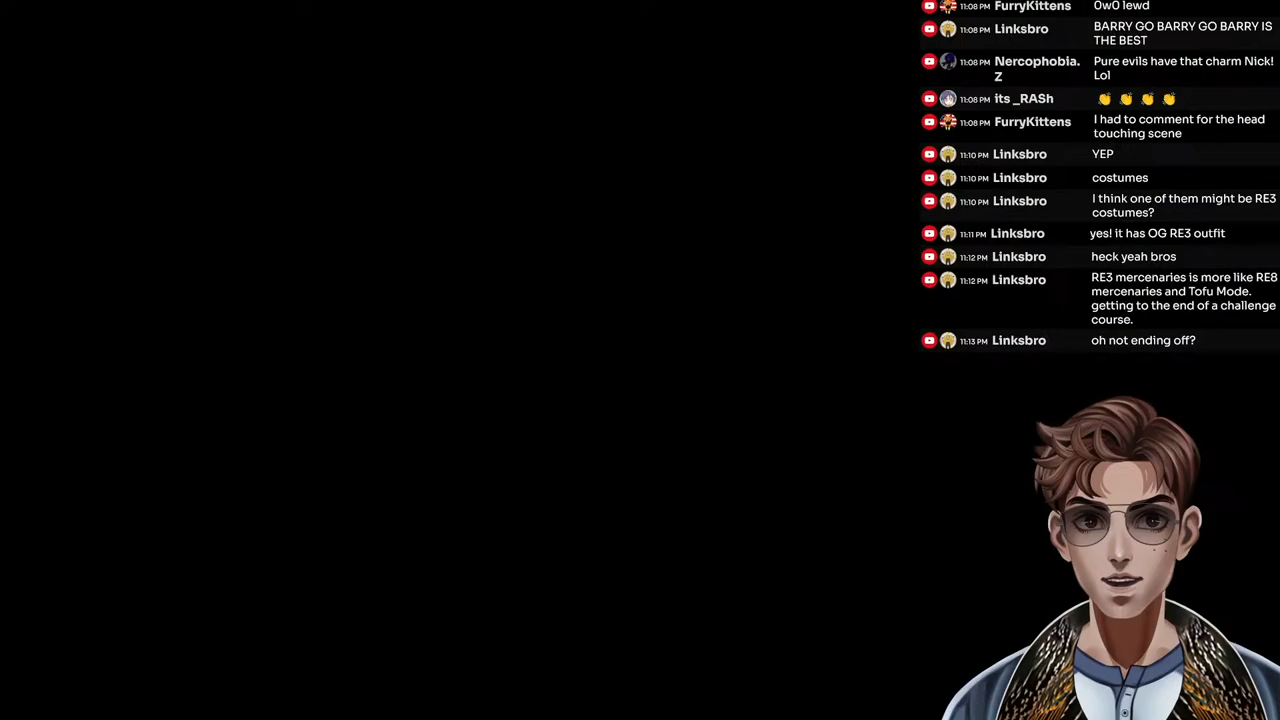 11:08 PM FurryKittens 0w0 lewd
11:08 PM Linksbro BARRY GO BARRY GO BARRY IS
THE BEST
11:08 PM Nercophobia. Pure evils have that charm Nick!
Z Lol
11:08 PM its _RASh 👏 👏 👏 👏
11:08 PM FurryKittens I had to comment for the head
touching scene
11:10 PM Linksbro YEP
11:10 PM Linksbro costumes
11:10 PM Linksbro I think one of them might be RE3
costumes?
11:11 PM Linksbro yes! it has OG RE3 outfit
11:12 PM Linksbro heck yeah bros
11:12 PM Linksbro RE3 mercenaries is more like RE8
mercenaries and Tofu Mode.
getting to the end of a challenge
course.
11:13 PM Linksbro oh not ending off?